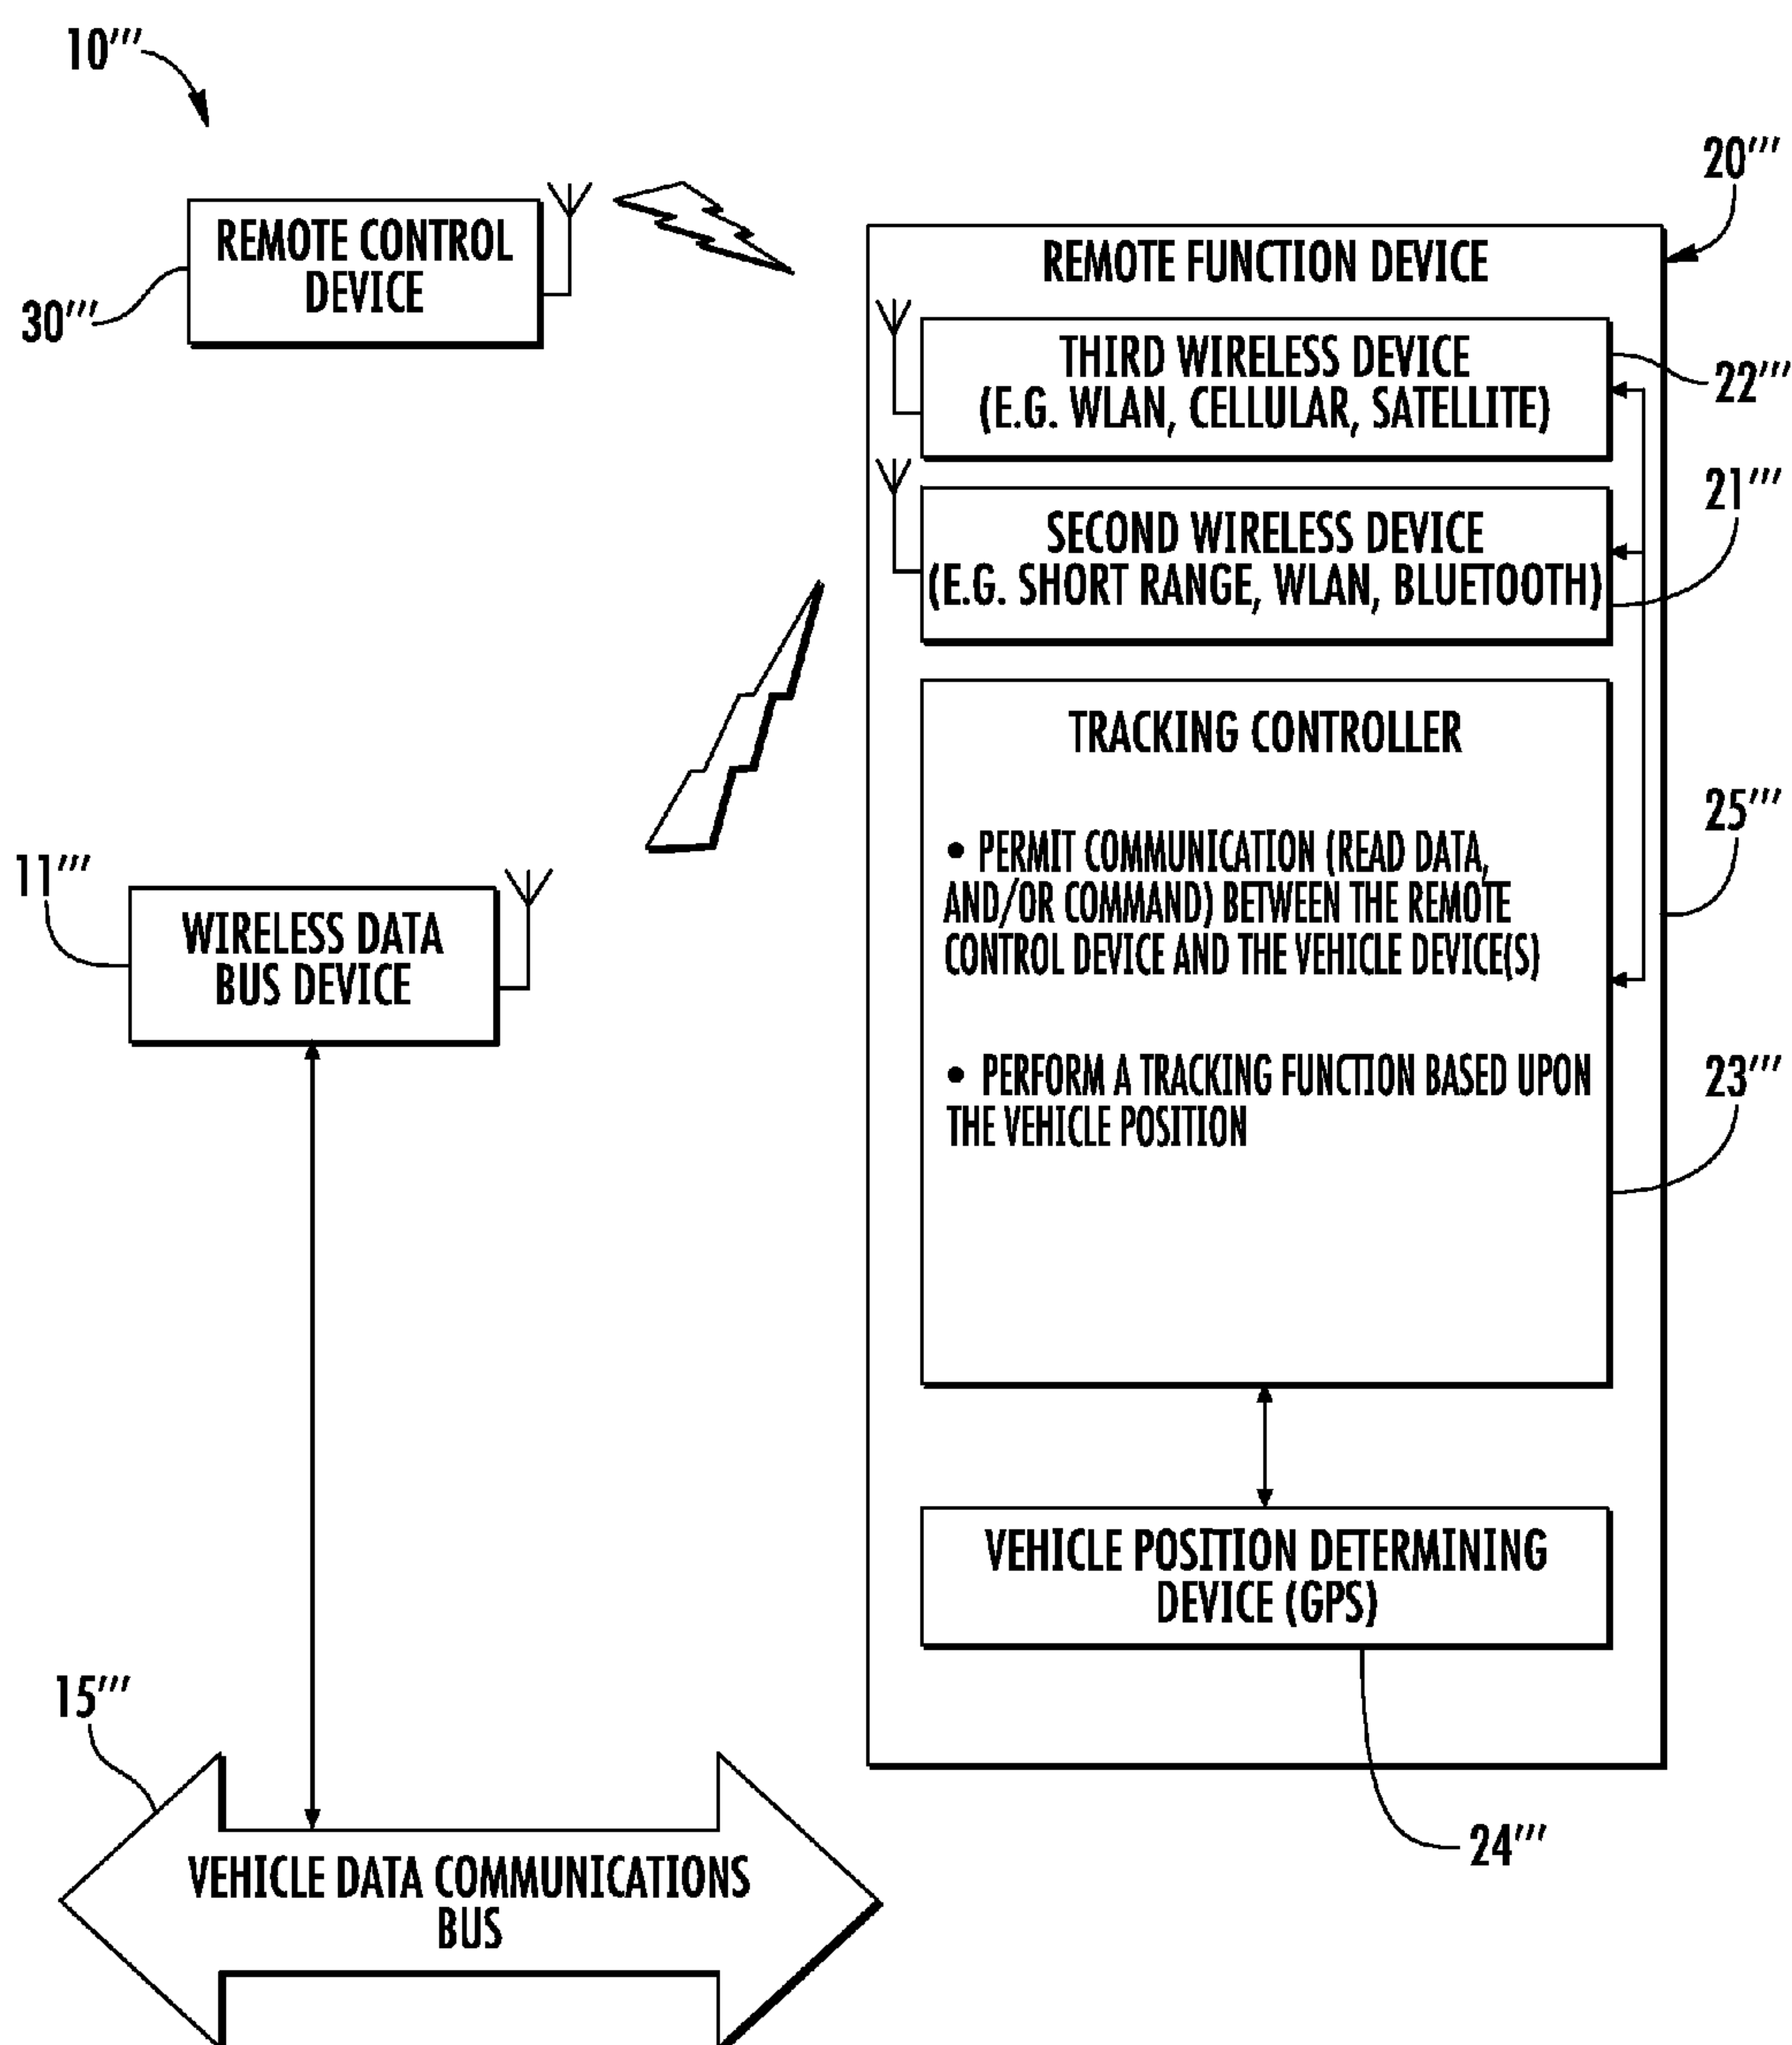 10‴
REMOTE CONTROL
DEVICE
30‴
20‴
REMOTE FUNCTION DEVICE
THIRD WIRELESS DEVICE
(E.G. WLAN, CELLULAR, SATELLITE)
22‴
SECOND WIRELESS DEVICE
(E.G. SHORT RANGE, WLAN, BLUETOOTH)
21‴
TRACKING CONTROLLER
• PERMIT COMMUNICATION (READ DATA,
AND/OR COMMAND) BETWEEN THE REMOTE
CONTROL DEVICE AND THE VEHICLE DEVICE(S)
25‴
• PERFORM A TRACKING FUNCTION BASED UPON
THE VEHICLE POSITION
23‴
11‴
WIRELESS DATA
BUS DEVICE
VEHICLE POSITION DETERMINING
DEVICE (GPS)
24‴
15‴
VEHICLE DATA COMMUNICATIONS
BUS